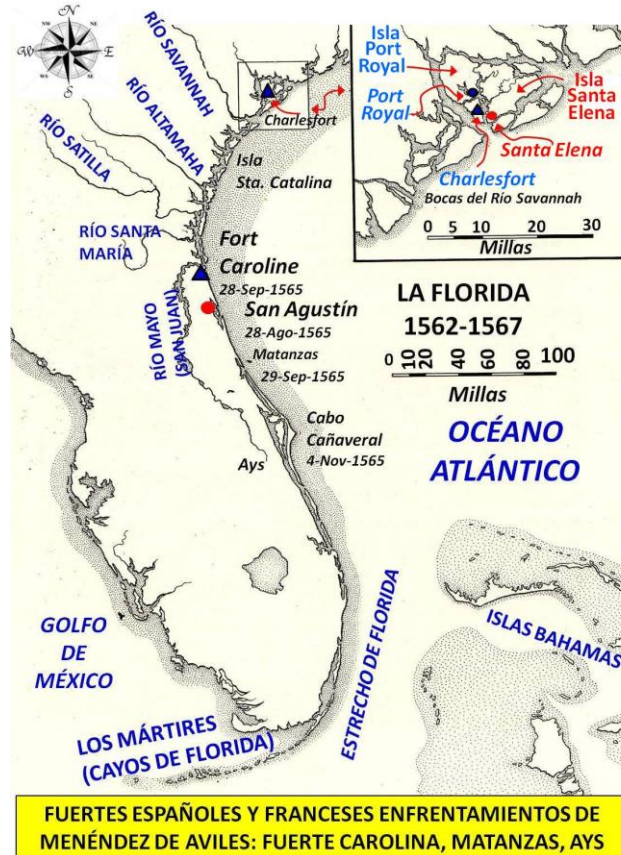 N
NW
NE
W
E
WS
SE
S
RÍO SAVANNAH
RÍO ALTAMAHA
RÍO SATILLA
RÍO SANTA
MARÍA
Charlesfort
Isla
Sta. Catalina
Fort
Caroline
28-Sep-1565
San Agustín
28-Ago-1565
Matanzas
29-Sep-1565
RÍO MAYO
(SAN JUAN)
Cabo
Cañaveral
4-Nov-1565
Ays
Isla
Port
Royal
Port
Royal
Isla
Santa
Elena
Santa Elena
Charlesfort
Bocas del Río Savannah
0 5 10 20 30
Millas
LA FLORIDA
1562-1567
0 10 20 40 60 80 100
Millas
OCÉANO
ATLÁNTICO
GOLFO
DE
MÉXICO
ISLAS BAHAMAS
ESTRECHO DE FLORIDA
LOS MÁRTIRES
(CAYOS DE FLORIDA)
FUERTES ESPAÑOLES Y FRANCESES ENFRENTAMIENTOS DE
MENÉNDEZ DE AVILES: FUERTE CAROLINA, MATANZAS, AYS